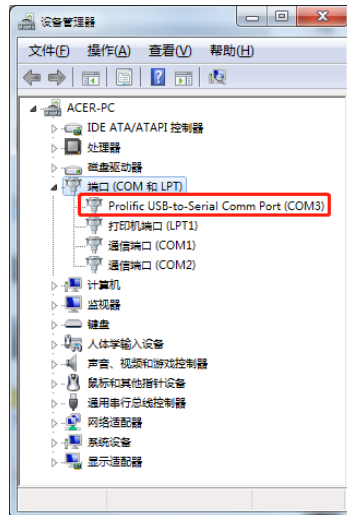 设备管理器
文件(F) 操作(A) 查看(V) 帮助(H)
ACER-PC
IDE ATA/ATAPI 控制器
处理器
磁盘驱动器
端口 (COM 和 LPT)
Prolific USB-to-Serial Comm Port (COM3)
打印机端口 (LPT1)
通信端口 (COM1)
通信端口 (COM2)
计算机
监视器
键盘
人体学输入设备
声音、视频和游戏控制器
鼠标和其他指针设备
通用串行总线控制器
网络适配器
系统设备
显示适配器